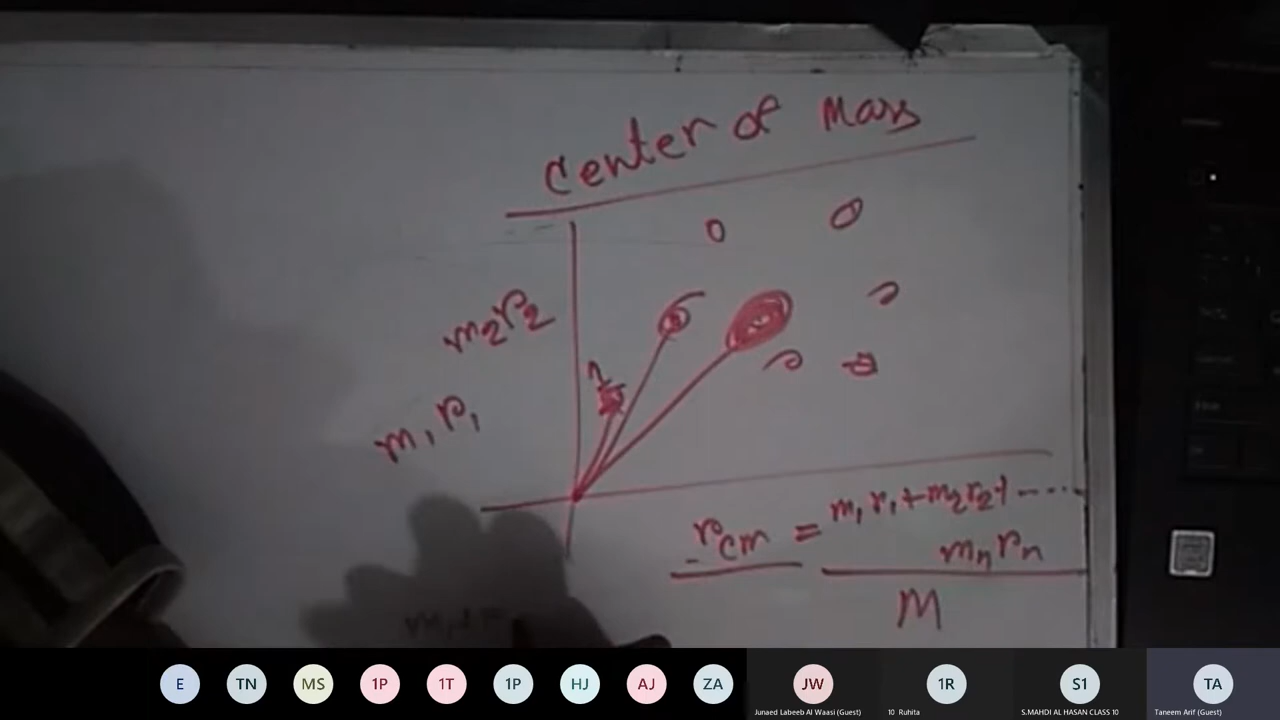 Center of Mass
m2r2
m1r1
rcm = m1r1+m2r2+----
mnrn
M
E
TN
MS
1P
1T
1P
HJ
AJ
ZA
JW
1R
S1
TA
Junaed Labeeb Al Waasi (Guest)
10 Ruhita
S.MAHDI AL HASAN CLASS 10
Taneem Arif (Guest)